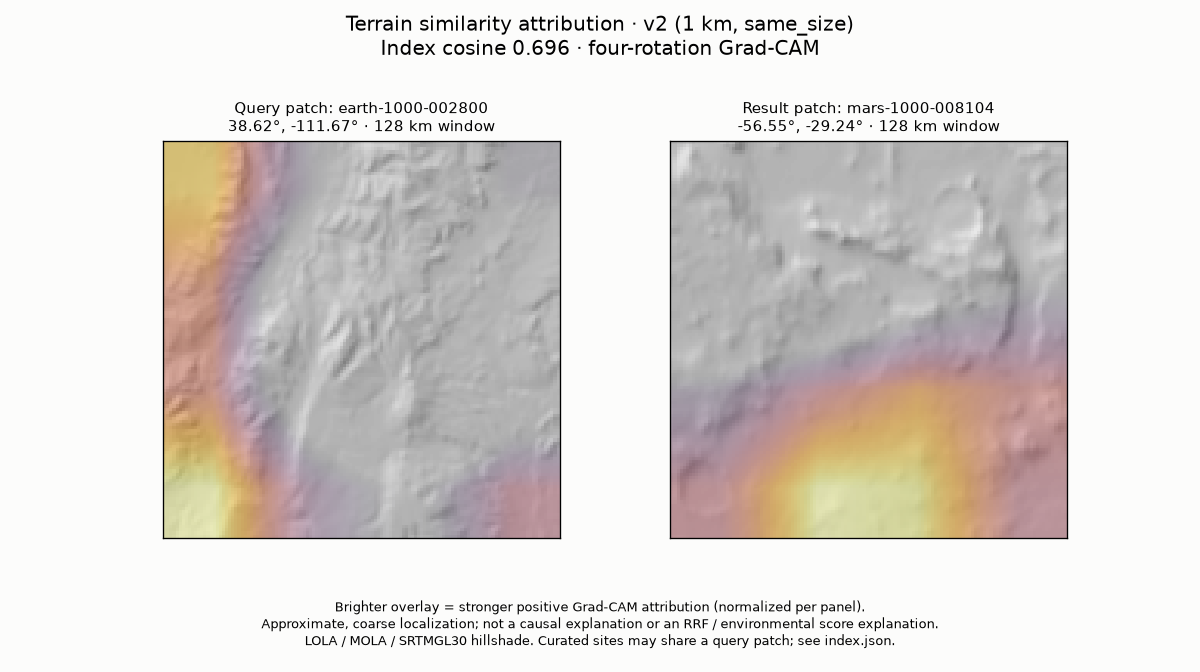 Terrain similarity attribution · v2 (1 km, same_size)
Index cosine 0.696 · four-rotation Grad-CAM
Query patch: earth-1000-002800
38.62°, -111.67° · 128 km window
Result patch: mars-1000-008104
-56.55°, -29.24° · 128 km window
Brighter overlay = stronger positive Grad-CAM attribution (normalized per panel).
Approximate, coarse localization; not a causal explanation or an RRF / environmental score explanation.
LOLA / MOLA / SRTMGL30 hillshade. Curated sites may share a query patch; see index.json.